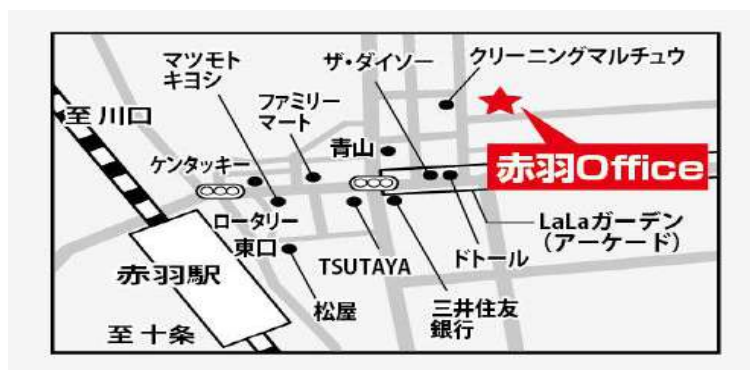 マツモト
キヨシ
ザ・ダイソー
クリーニングマルチュウ
至川口
ファミリー
マート
青山
赤羽Office
ケンタッキー
ロータリー
東口
TSUTAYA
ドトール
LaLaガーデン
(アーケード)
赤羽駅
松屋
三井住友
銀行
至十条